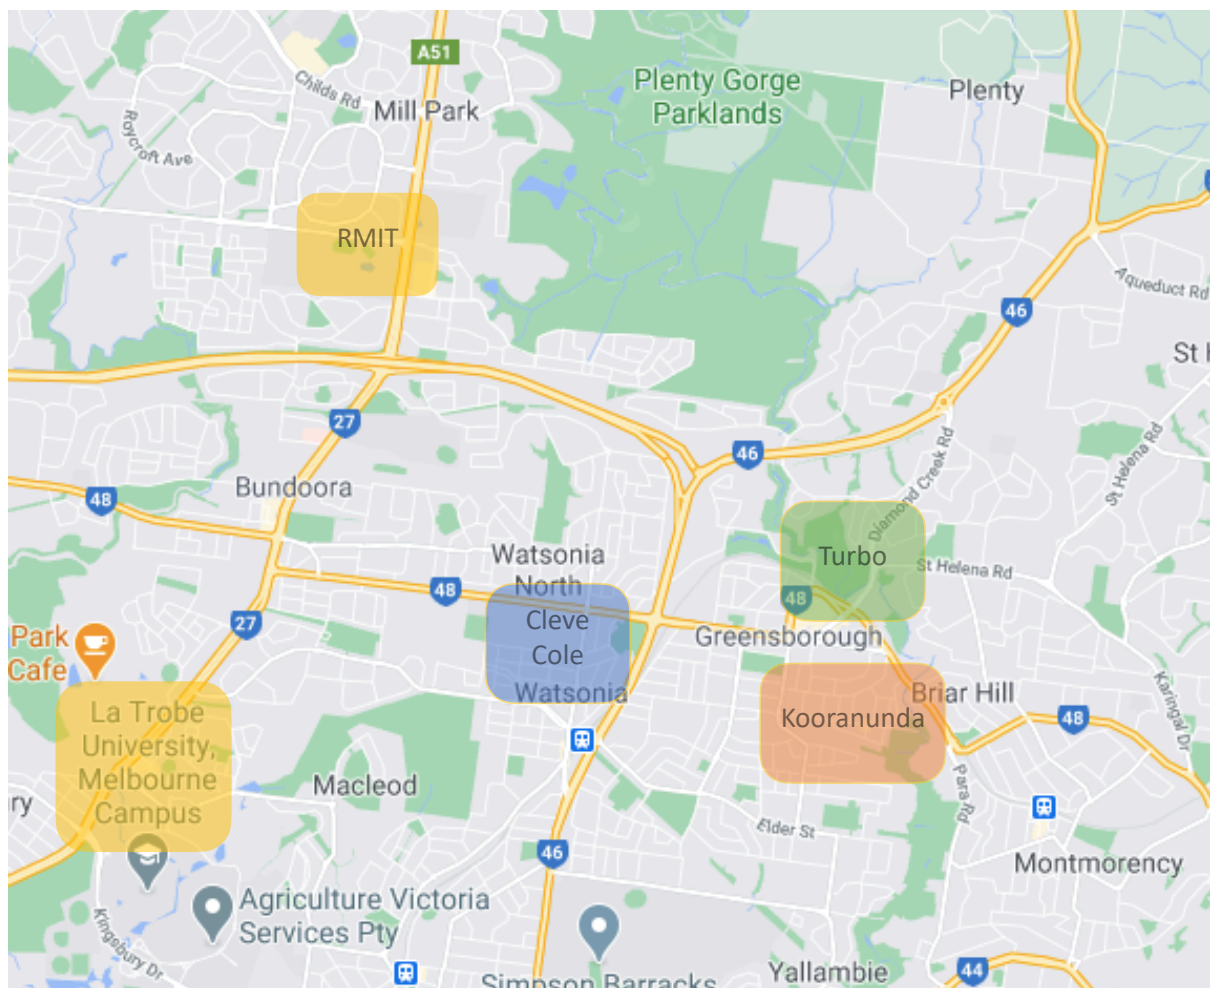 A51
Childs Rd
Mill Park
Plenty Gorge
Parklands
Plenty
Roycroft Ave
RMIT
Aqueduct Rd
46
St H
27
46
Diamond Creek Rd
St Helena Rd
Bundoora
48
Watsonia
North
Turbo
St Helena Rd
48
48
Cleve
Cole
27
Park
Cafe
Greensborough
Watsonia
Briar Hill
Kooranunda
48
Karingal Dr
La Trobe
University,
Melbourne
Campus
Macleod
ry
Para Rd
Elder St
46
Montmorency
Agriculture Victoria
Services Pty
Kingsbury Dr
Simpson Barracks
Yallambie
44